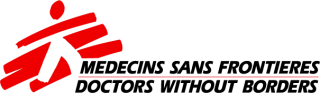 MEDECINS SANS FRONTIERES
DOCTORS WITHOUT BORDERS